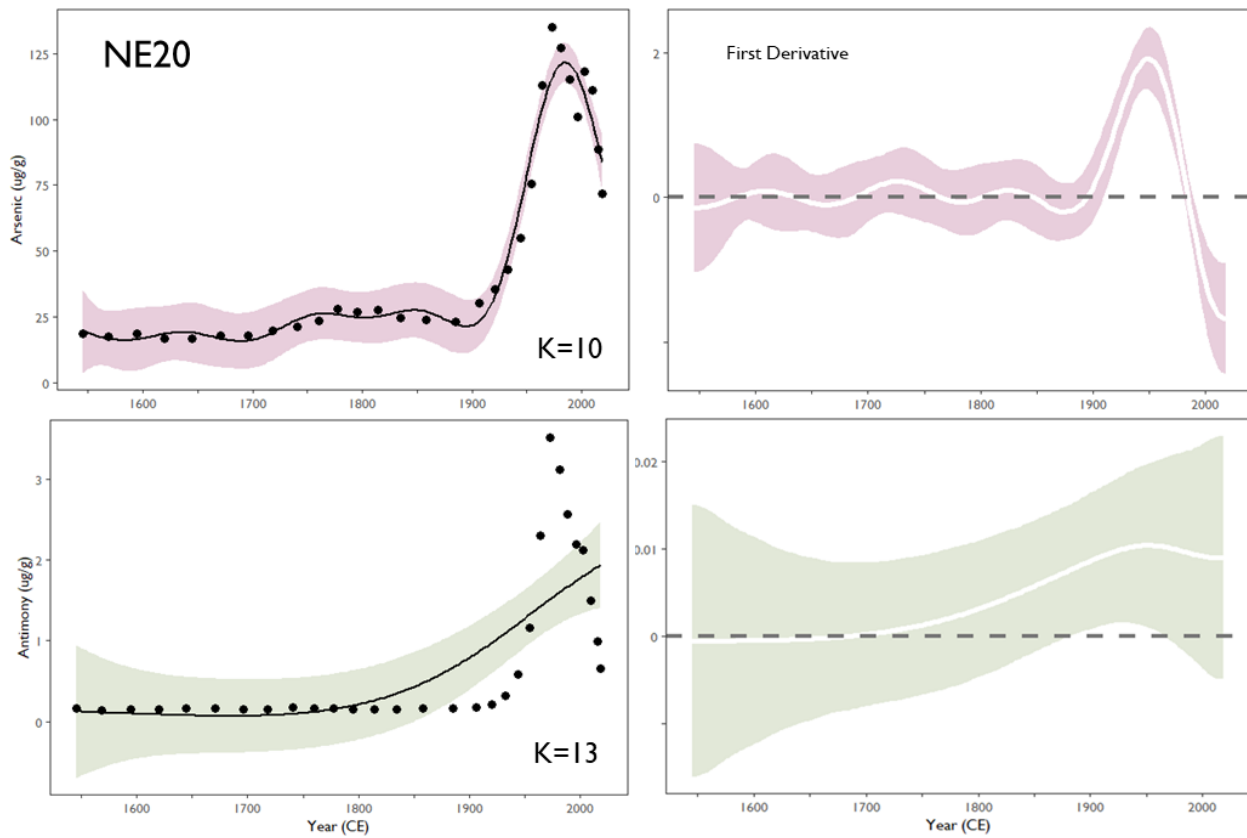 NE20
First Derivative
Arsenic (ug/g)
125
100
75
50
25
0
K=10
1600 1700 1800 1900 2000
2
0
1600 1700 1800 1900 2000
Antimony (ug/g)
3
2
1
0
K=13
1600 1700 1800 1900 2000
Year (CE)
0.02
0.01
0
1600 1700 1800 1900 2000
Year (CE)